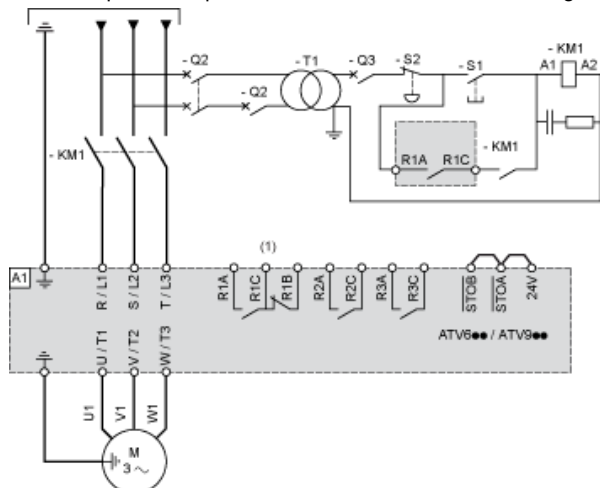 - Q2
- T1
- Q3
- S2
- S1
- KM1
A1
A2
- Q2
- KM1
R1A
R1C
- KM1
(1)
A1
R / L1
S / L2
T / L3
R1A
R1C
R1B
R2A
R2C
R3A
R3C
STOB
STOA
24V
ATV6●● / ATV9●●
U / T1
V / T2
W / T3
U1
V1
W1
M
3 ~